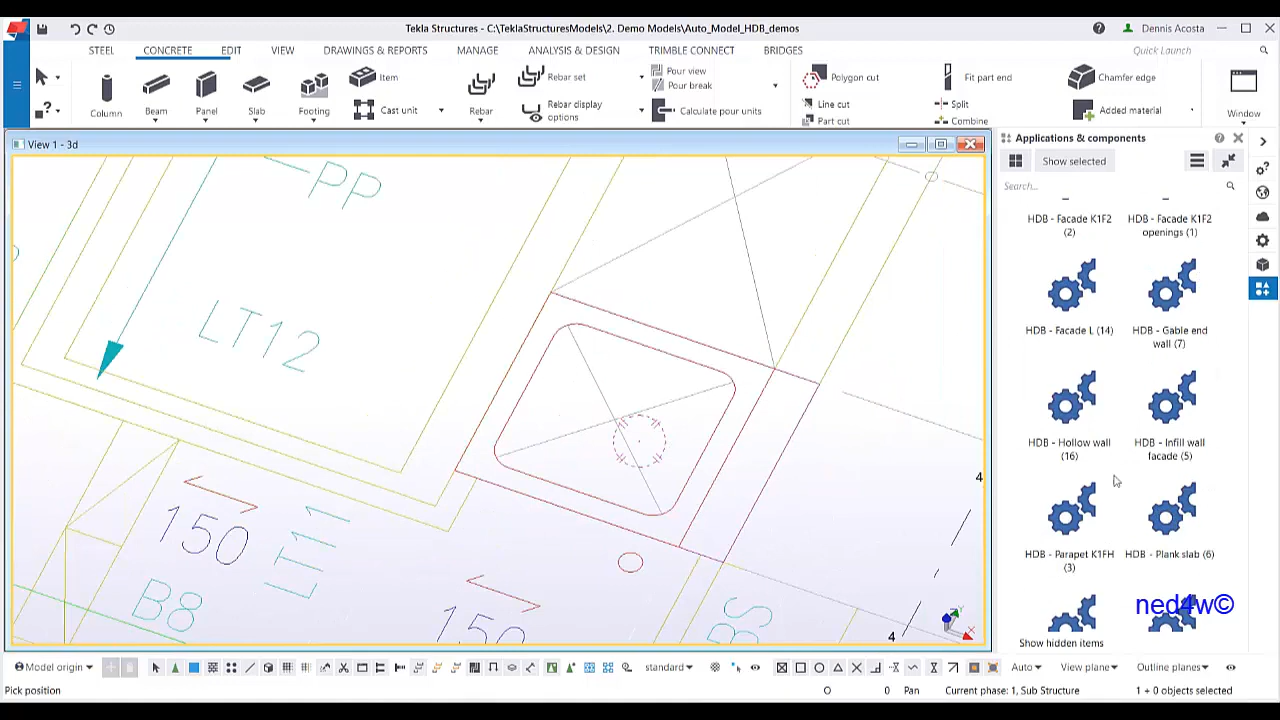 Tekla Structures - C:\TeklaStructuresModels\2. Demo Models\Auto_Model_HDB_demos
Dennis Acosta
STEEL CONCRETE EDIT VIEW DRAWINGS & REPORTS MANAGE ANALYSIS & DESIGN TRIMBLE CONNECT BRIDGES
Quick Launch
Column
Beam
Panel
Slab
Footing
Item
Cast unit
Rebar
Rebar set
Rebar display
options
Pour view
Pour break
Calculate pour units
Polygon cut
Line cut
Part cut
Fit part end
Split
Combine
Chamfer edge
Added material
Window
View 1 - 3d
PP
LT12
150
LT11
B8
150
4
4
Applications & components
Show selected
Search...
HDB - Facade K1F2
(2)
HDB - Facade K1F2
openings (1)
HDB - Facade L (14)
HDB - Gable end
wall (7)
HDB - Hollow wall
(16)
HDB - Infill wall
facade (5)
HDB - Parapet K1FH
(3)
HDB - Plank slab (6)
ned4w©
Show hidden items
Model origin
standard
Auto
View plane
Outline planes
Pick position
O
0
Pan
Current phase: 1, Sub Structure
1 + 0 objects selected